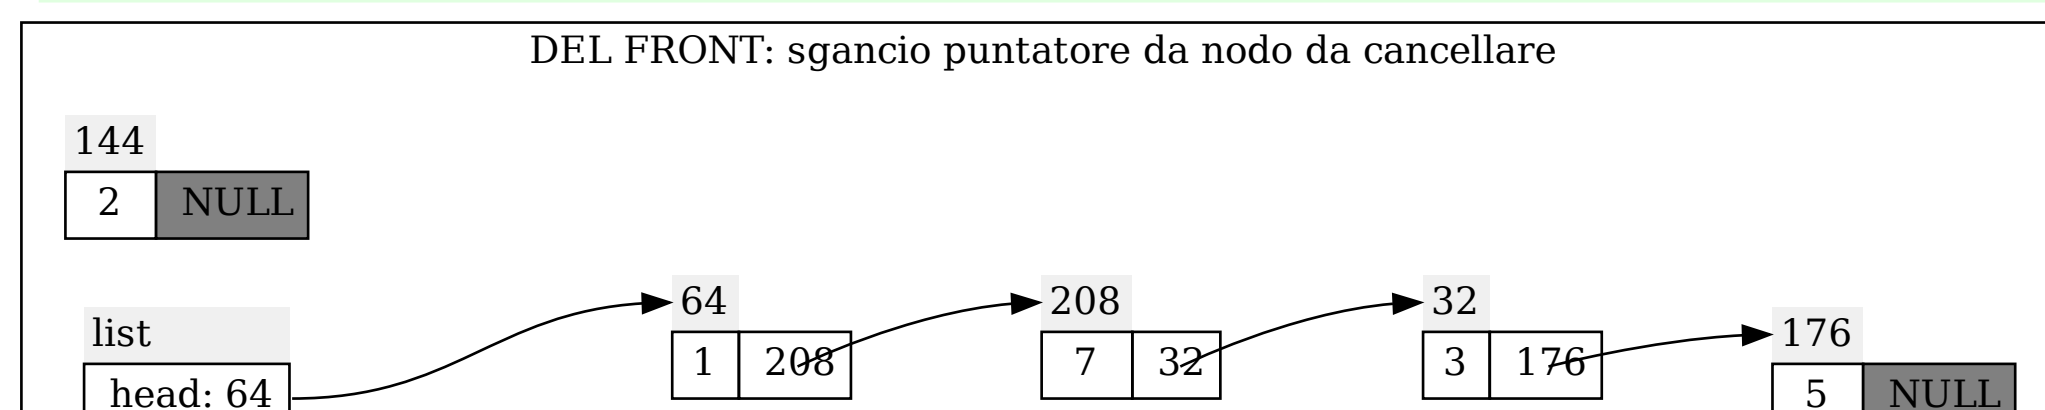 DEL FRONT: sgancio puntatore da nodo da cancellare
144
2 NULL
64 208 32
list 176
1 208 7 32 3 176
head: 64 5 NULL